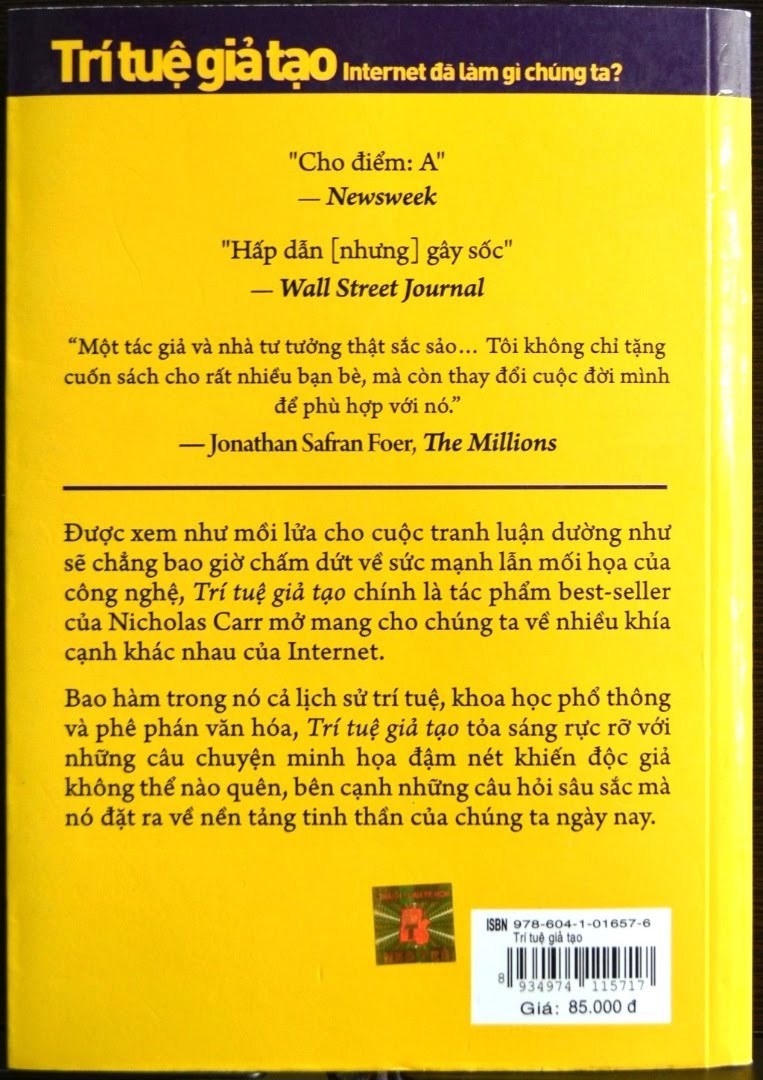 Trí tuệ giả tạo Internet đã làm gì chúng ta?
"Cho điểm: A"
— Newsweek
"Hấp dẫn [nhưng] gây sốc"
— Wall Street Journal
“Một tác giả và nhà tư tưởng thật sắc sảo... Tôi không chỉ tặng
cuốn sách cho rất nhiều bạn bè, mà còn thay đổi cuộc đời mình
để phù hợp với nó.”
— Jonathan Safran Foer, The Millions
Được xem như mồi lửa cho cuộc tranh luận dường như
sẽ chẳng bao giờ chấm dứt về sức mạnh lẫn mối họa của
công nghệ, Trí tuệ giả tạo chính là tác phẩm best-seller
của Nicholas Carr mở mang cho chúng ta về nhiều khía
cạnh khác nhau của Internet.
Bao hàm trong nó cả lịch sử trí tuệ, khoa học phổ thông
và phê phán văn hóa, Trí tuệ giả tạo tỏa sáng rực rỡ với
những câu chuyện minh họa đậm nét khiến độc giả
không thể nào quên, bên cạnh những câu hỏi sâu sắc mà
nó đặt ra về nền tảng tinh thần của chúng ta ngày nay.
ISBN 978-604-1-01657-6
Trí tuệ giả tạo
8 934974 115717
Giá: 85.000 đ